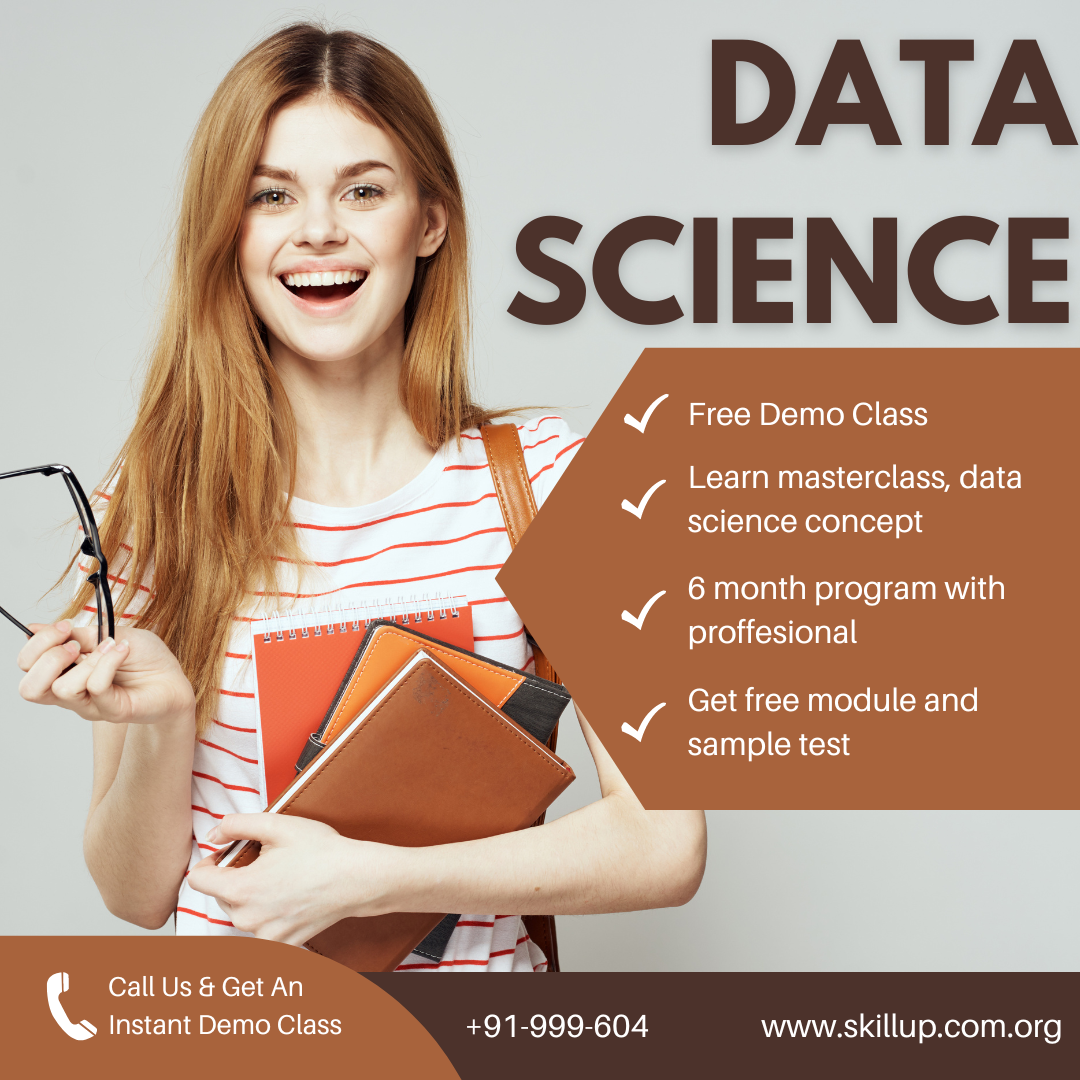 DATA
SCIENCE
Free Demo Class
Learn masterclass, data
science concept
6 month program with
proffesional
Get free module and
sample test
Call Us & Get An
Instant Demo Class
+91-999-604
www.skillup.com.org